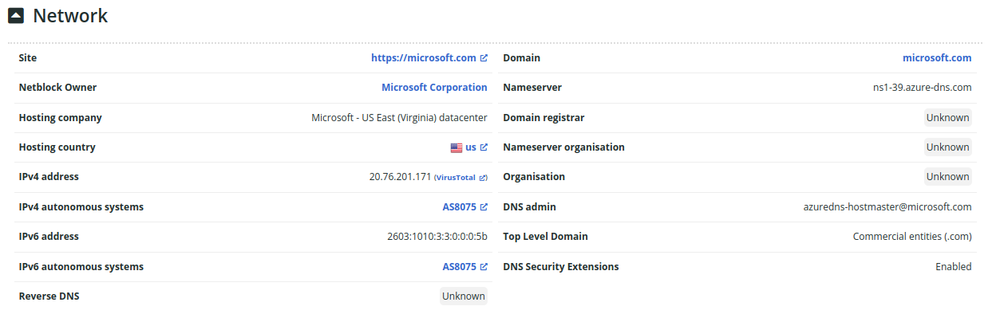 Network
Site https://microsoft.com Domain microsoft.com
Netblock Owner Microsoft Corporation Nameserver ns1-39.azure-dns.com
Hosting company Microsoft - US East (Virginia) datacenter Domain registrar Unknown
Hosting country us Nameserver organisation Unknown
IPv4 address 20.76.201.171 (VirusTotal) Organisation Unknown
IPv4 autonomous systems AS8075 DNS admin azuredns-hostmaster@microsoft.com
IPv6 address 2603:1010:3:3:0:0:0:5b Top Level Domain Commercial entities (.com)
IPv6 autonomous systems AS8075 DNS Security Extensions Enabled
Reverse DNS Unknown